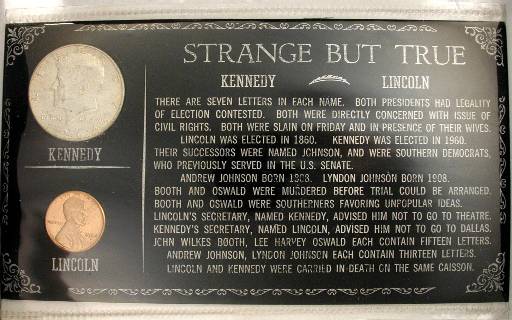 STRANGE BUT TRUE
KENNEDY LINCOLN
THERE ARE SEVEN LETTERS IN EACH NAME. BOTH PRESIDENTS HAD LEGALITY
OF ELECTION CONTESTED. BOTH WERE DIRECTLY CONCERNED WITH ISSUE OF
CIVIL RIGHTS. BOTH WERE SLAIN ON FRIDAY AND IN PRESENCE OF THEIR WIVES.
LINCOLN WAS ELECTED IN 1860. KENNEDY WAS ELECTED IN 1960.
THEIR SUCCESSORS WERE NAMED JOHNSON, AND WERE SOUTHERN DEMOCRATS,
WHO PREVIOUSLY SERVED IN THE U.S. SENATE.
ANDREW JOHNSON BORN 1808. LYNDON JOHNSON BORN 1908.
BOOTH AND OSWALD WERE MURDERED BEFORE TRIAL COULD BE ARRANGED.
BOOTH AND OSWALD WERE SOUTHERNERS FAVORING UNPOPULAR IDEAS.
LINCOLN'S SECRETARY, NAMED KENNEDY, ADVISED HIM NOT TO GO TO THEATRE.
KENNEDY'S SECRETARY, NAMED LINCOLN, ADVISED HIM NOT TO GO TO DALLAS.
JOHN WILKES BOOTH, LEE HARVEY OSWALD EACH CONTAIN FIFTEEN LETTERS.
ANDREW JOHNSON, LYNDON JOHNSON EACH CONTAIN THIRTEEN LETTERS.
LINCOLN AND KENNEDY WERE CARRIED IN DEATH ON THE SAME CAISSON.
KENNEDY
LINCOLN